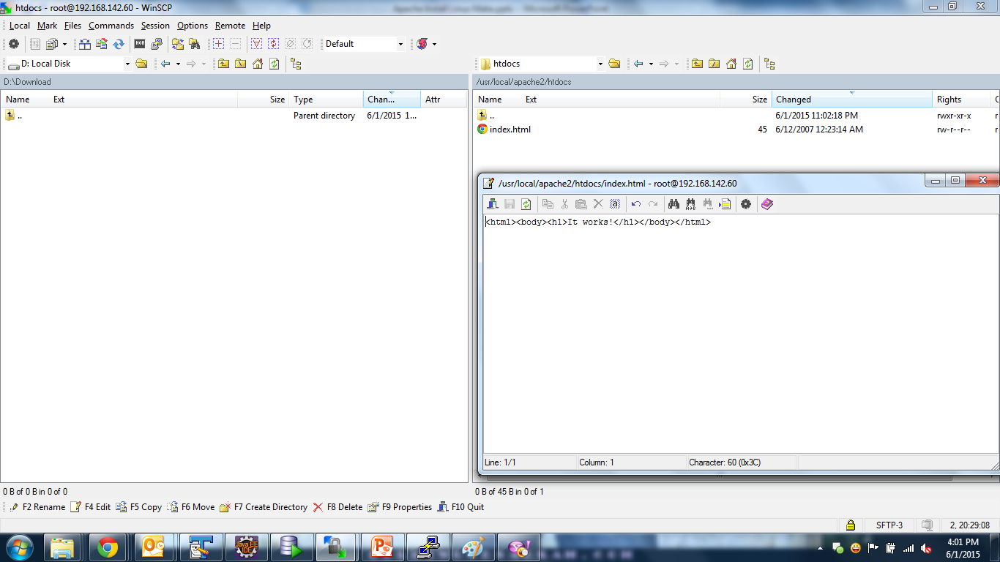 htdocs - root@192.168.142.60 - WinSCP
Local Mark Files Commands Session Options Remote Help
Default
D: Local Disk
htdocs
D:\Download
/usr/local/apache2/htdocs
Name Ext Size Type Chan... Attr
Name Ext Size Changed Rights
.. Parent directory 6/1/2015 1...
.. 6/1/2015 11:02:18 PM rwxr-xr-x r
index.html 45 6/12/2007 12:23:14 AM rw-r--r-- r
/usr/local/apache2/htdocs/index.html - root@192.168.142.60
<html><body><h1>It works!</h1></body></html>
Line: 1/1 Column: 1 Character: 60 (0x3C)
0 B of 0 B in 0 of 0
0 B of 45 B in 0 of 1
F2 Rename F4 Edit F5 Copy F6 Move F7 Create Directory F8 Delete F9 Properties F10 Quit
SFTP-3 2, 20:29:08
Java EE
IDE
4:01 PM
6/1/2015